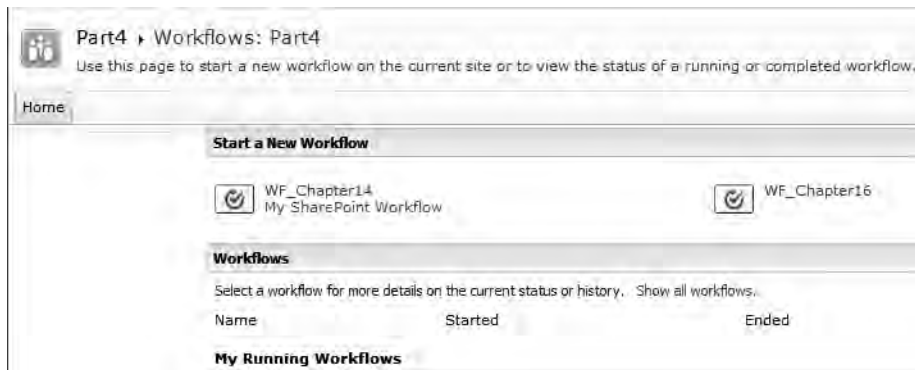 Part4 ▸ Workflows: Part4
Use this page to start a new workflow on the current site or to view the status of a running or completed workflow.
Home
Start a New Workflow
WF_Chapter14
My SharePoint Workflow
WF_Chapter16
Workflows
Select a workflow for more details on the current status or history. Show all workflows.
Name Started Ended
My Running Workflows